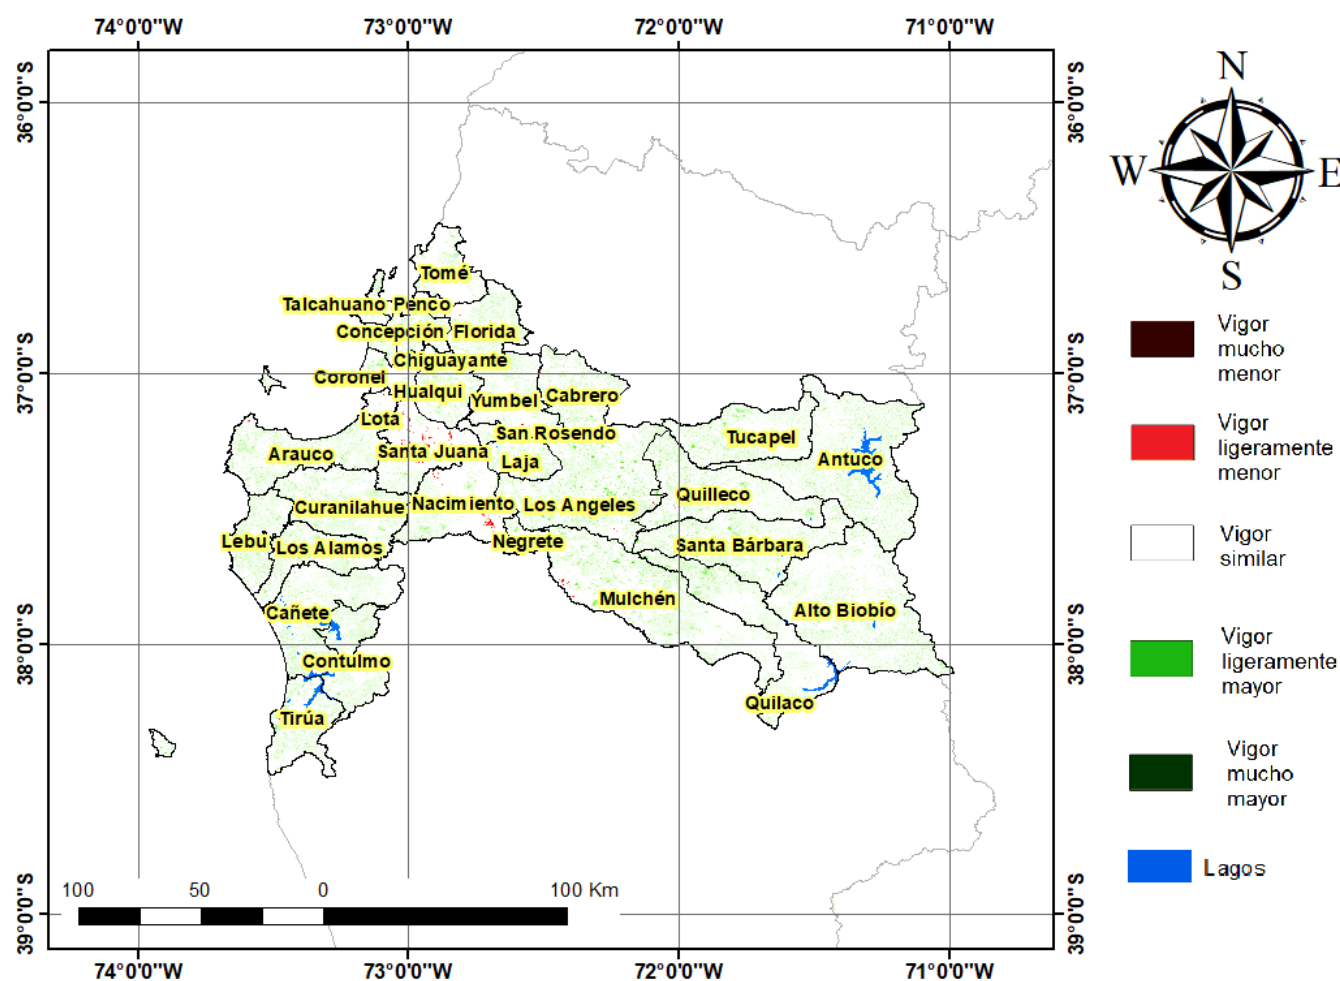 74°0'0"W 73°0'0"W 72°0'0"W 71°0'0"W
36°0'0"S 36°0'0"S
37°0'0"S 37°0'0"S
38°0'0"S 38°0'0"S
39°0'0"S 39°0'0"S
Tomé
Talcahuano Penco
Concepción Florida
Chiguayante
Coronel
Hualqui
Yumbel Cabrero
Lota
San Rosendo
Tucapel
Arauco
Santa Juana
Laja
Antuco
Quilleco
Curanilahue Nacimiento Los Angeles
Lebu Los Alamos
Negrete
Santa Bárbara
Mulchén
Cañete
Alto Biobío
Contulmo
Quilaco
Tirúa
100 50 0 100 Km
74°0'0"W 73°0'0"W 72°0'0"W 71°0'0"W
N
W E
S
Vigor
mucho
menor
Vigor
ligeramente
menor
Vigor
similar
Vigor
ligeramente
mayor
Vigor
mucho
mayor
Lagos